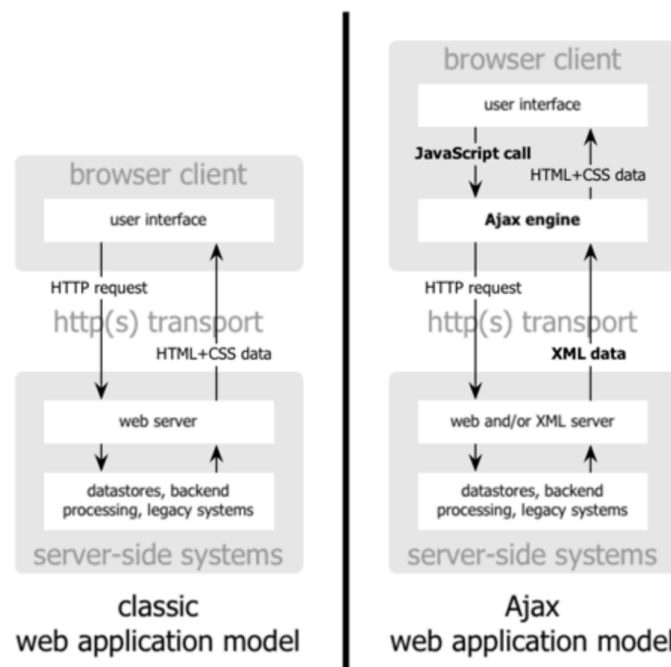 browser client
user interface
HTTP request
http(s) transport
HTML+CSS data
web server
datastores, backend
processing, legacy systems
server-side systems
classic
web application model
browser client
user interface
JavaScript call
HTML+CSS data
Ajax engine
HTTP request
http(s) transport
XML data
web and/or XML server
datastores, backend
processing, legacy systems
server-side systems
Ajax
web application model